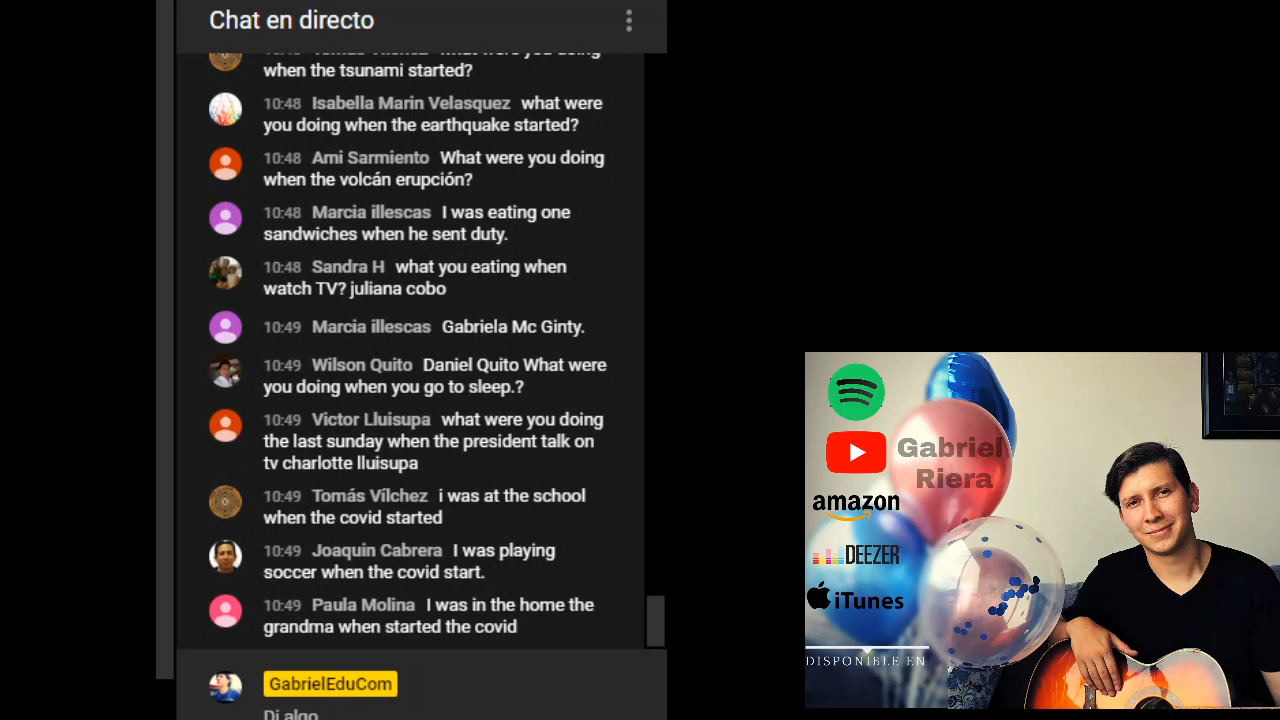 Chat en directo
when the tsunami started?
10:48 Isabella Marin Velasquez what were
you doing when the earthquake started?
10:48 Ami Sarmiento What were you doing
when the volcán erupción?
10:48 Marcia illescas I was eating one
sandwiches when he sent duty.
10:48 Sandra H what you eating when
watch TV? juliana cobo
10:49 Marcia illescas Gabriela Mc Ginty.
10:49 Wilson Quito Daniel Quito What were
you doing when you go to sleep.?
10:49 Victor Lluisupa what were you doing
the last sunday when the president talk on
tv charlotte lluisupa
10:49 Tomás Vílchez i was at the school
when the covid started
10:49 Joaquin Cabrera I was playing
soccer when the covid start.
10:49 Paula Molina I was in the home the
grandma when started the covid
GabrielEduCom
Di algo
Gabriel
Riera
amazon
DEEZER
iTunes
DISPONIBLE EN